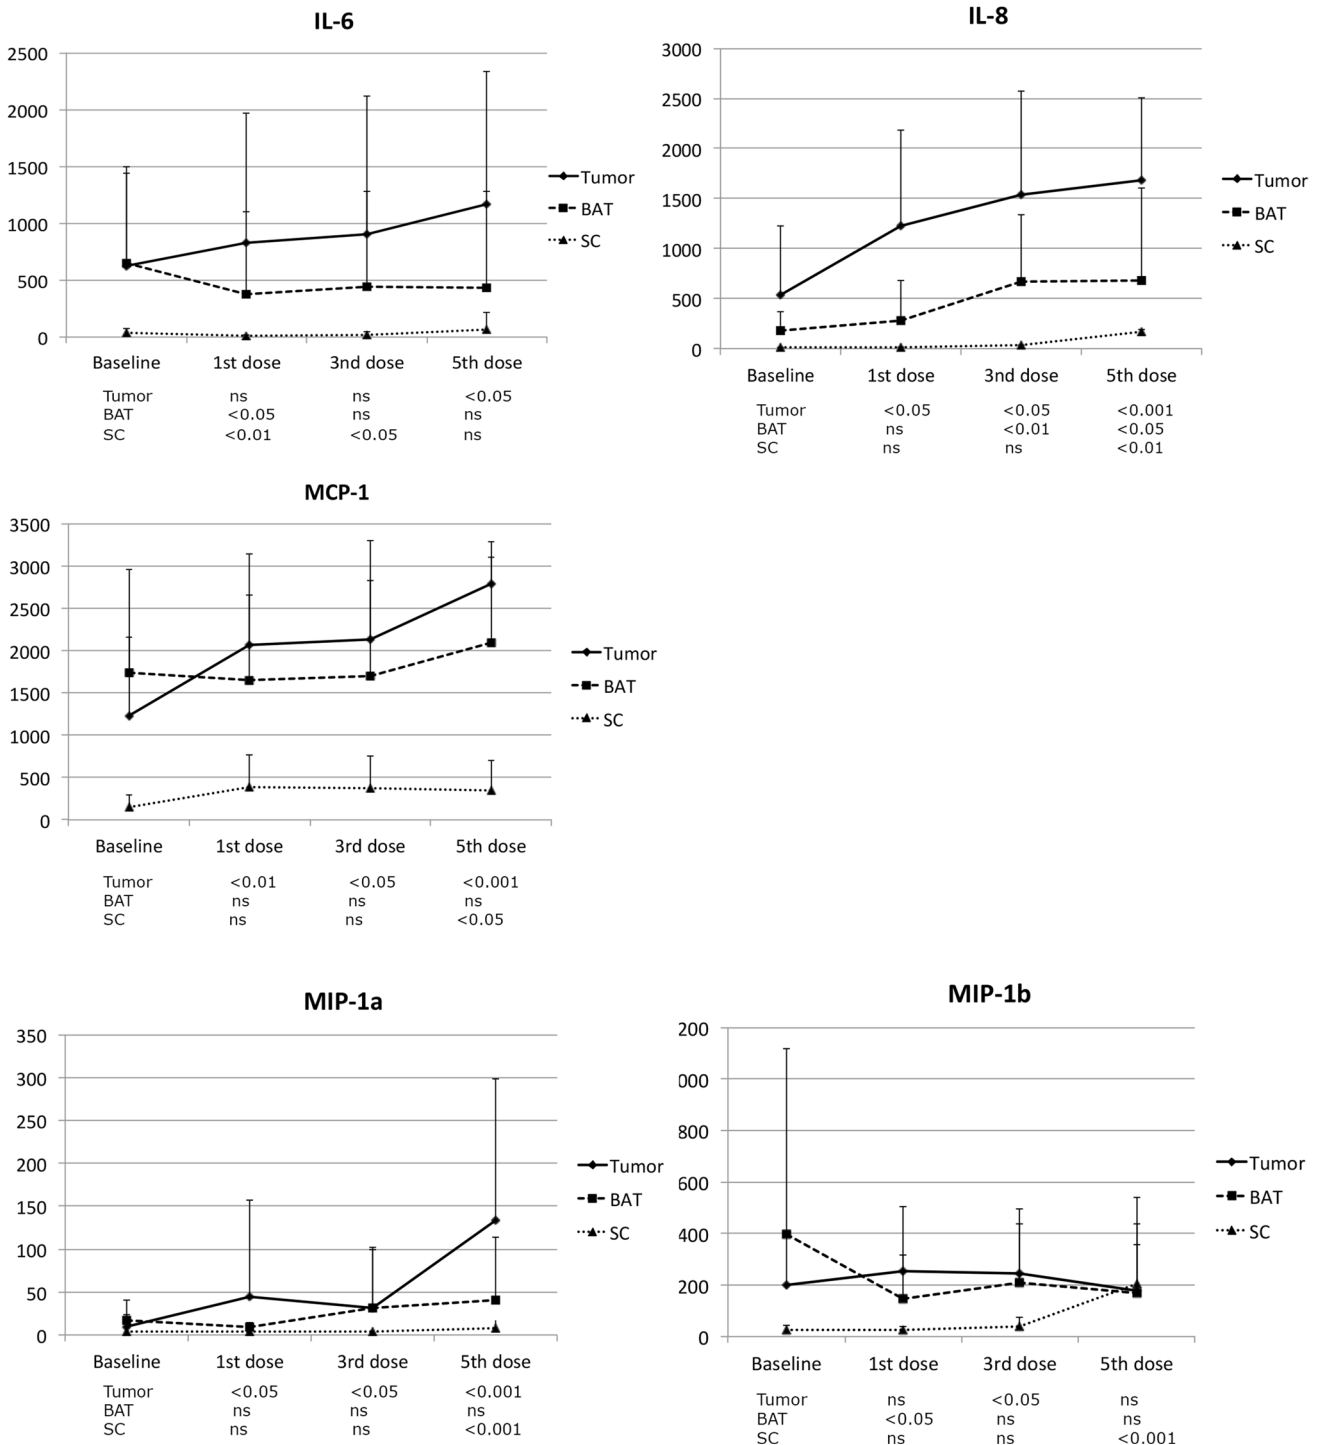 IL-6
2500
2000
1500
1000
500
0
Baseline 1st dose 3nd dose 5th dose
Tumor
BAT
SC
Tumor ns ns <0.05
BAT <0.05 ns ns
SC <0.01 <0.05 ns
IL-8
3000
2500
2000
1500
1000
500
0
Baseline 1st dose 3nd dose 5th dose
Tumor
BAT
SC
Tumor <0.05 <0.05 <0.001
BAT ns <0.01 <0.05
SC ns ns <0.01
MCP-1
3500
3000
2500
2000
1500
1000
500
0
Baseline 1st dose 3rd dose 5th dose
Tumor
BAT
SC
Tumor <0.01 <0.05 <0.001
BAT ns ns ns
SC ns ns <0.05
MIP-1a
350
300
250
200
150
100
50
0
Baseline 1st dose 3rd dose 5th dose
Tumor
BAT
SC
Tumor <0.05 <0.05 <0.001
BAT ns ns ns
SC ns ns <0.001
MIP-1b
200
000
800
600
400
200
0
Baseline 1st dose 3rd dose 5th dose
Tumor
BAT
SC
Tumor ns <0.05 ns
BAT <0.05 ns ns
SC ns ns <0.001